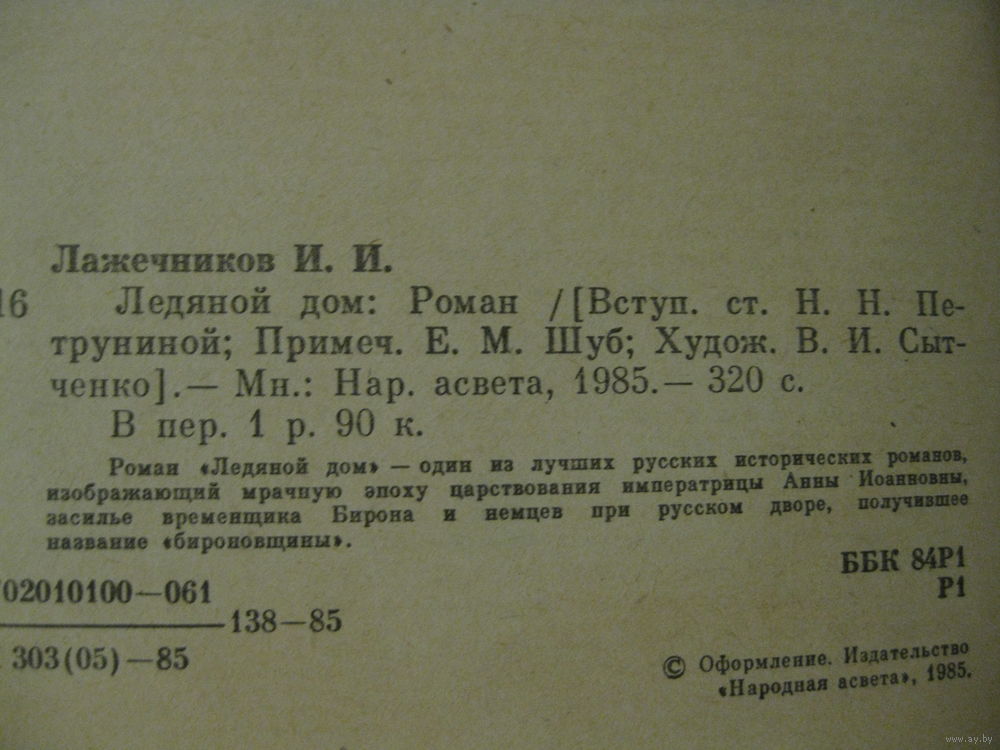 Лажечников И. И.
16 Ледяной дом: Роман /[Вступ. ст. Н. Н. Пе-
труниной; Примеч. Е. М. Шуб; Худож. В. И. Сыт-
ченко].— Мн.: Нар. асвета, 1985.— 320 с.
В пер. 1 р. 90 к.
Роман «Ледяной дом» — один из лучших русских исторических романов,
изображающий мрачную эпоху царствования императрицы Анны Иоанновны,
засилье временщика Бирона и немцев при русском дворе, получившее
название «бироновщины».
ББК 84Р1
Р1
02010100—061
138—85
303(05)—85
© Оформление. Издательство
«Народная асвета», 1985.
www.ay.by